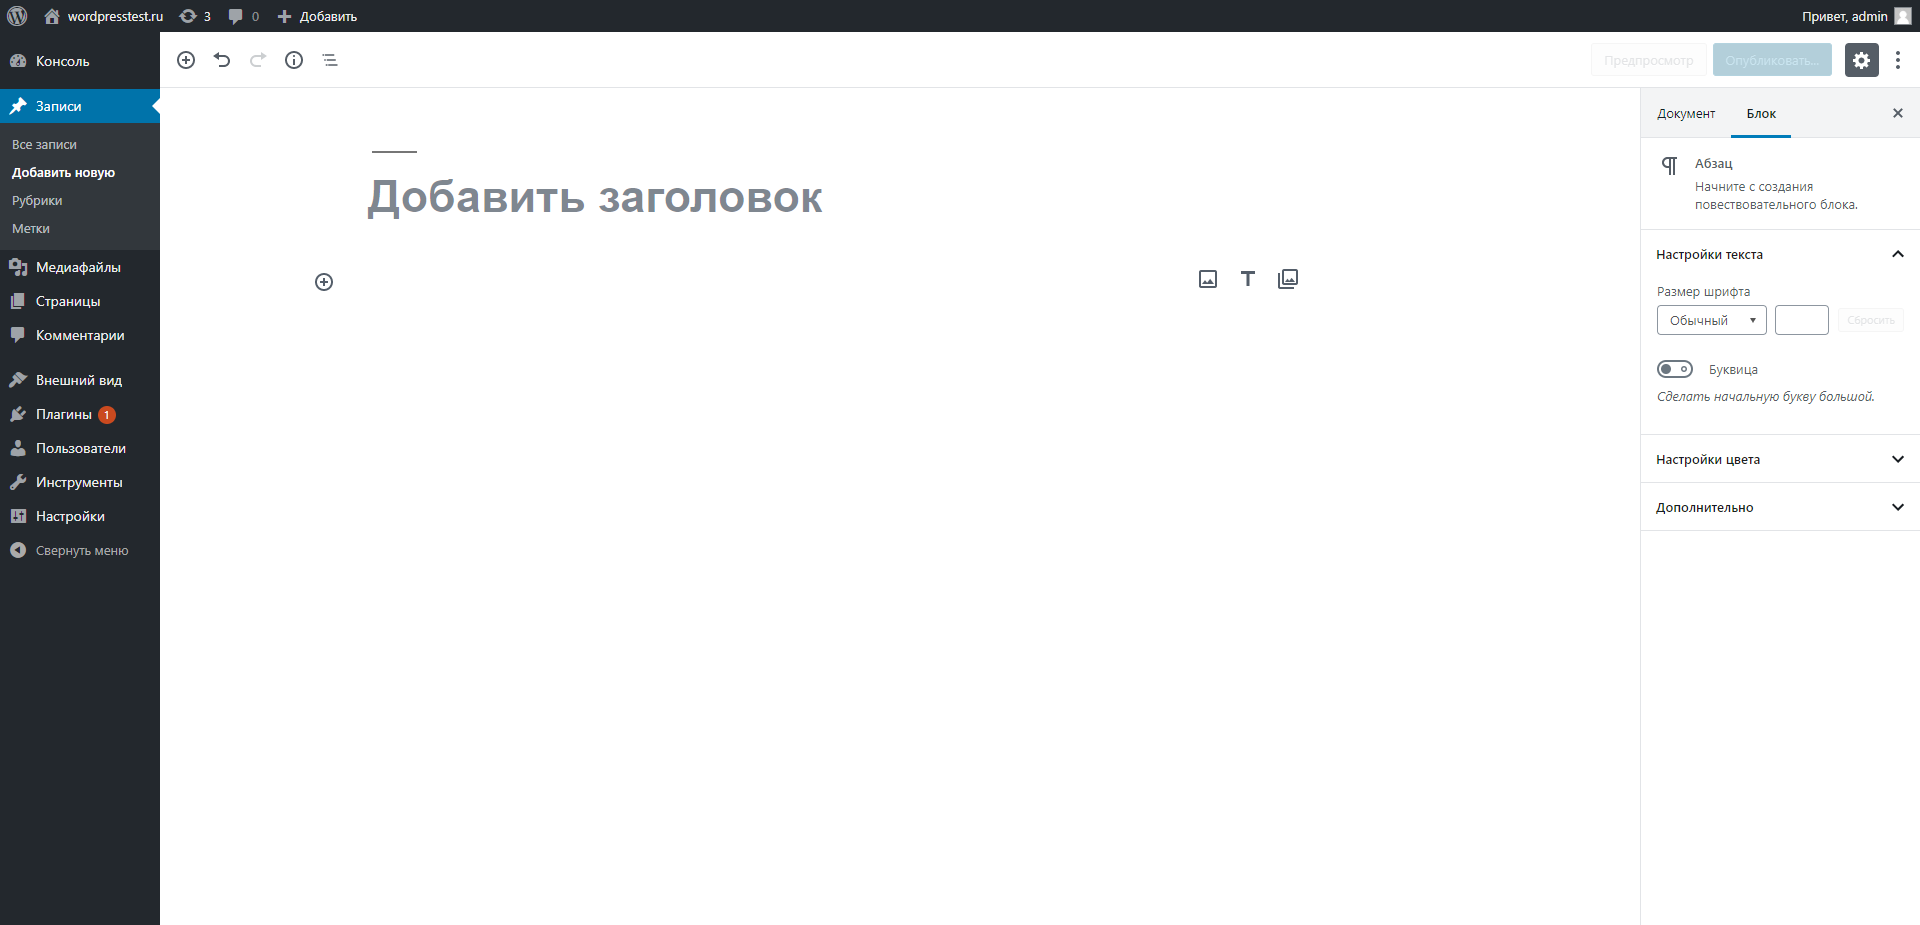 wordpresstest.ru 3 0 Добавить Привет, admin
Консоль
Записи
Все записи
Добавить новую
Рубрики
Метки
Медиафайлы
Страницы
Комментарии
Внешний вид
Плагины 1
Пользователи
Инструменты
Настройки
Свернуть меню
Предпросмотр Опубликовать...
Добавить заголовок
Документ Блок
Абзац
Начните с создания
повествовательного блока.
Настройки текста
Размер шрифта
Обычный Сбросить
Буквица
Сделать начальную букву большой.
Настройки цвета
Дополнительно